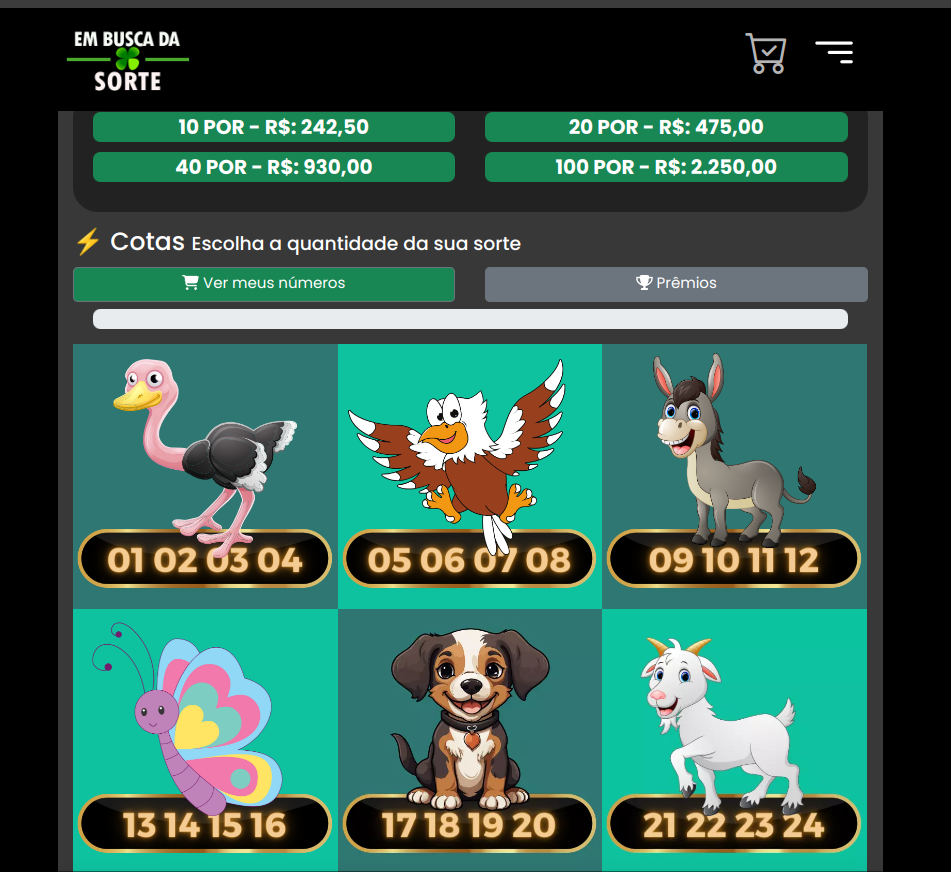 EM BUSCA DA
SORTE
10 POR - R$: 242,50
20 POR - R$: 475,00
40 POR - R$: 930,00
100 POR - R$: 2.250,00
⚡ Cotas Escolha a quantidade da sua sorte
Ver meus números
Prêmios
01 02 03 04
05 06 07 08
09 10 11 12
13 14 15 16
17 18 19 20
21 22 23 24